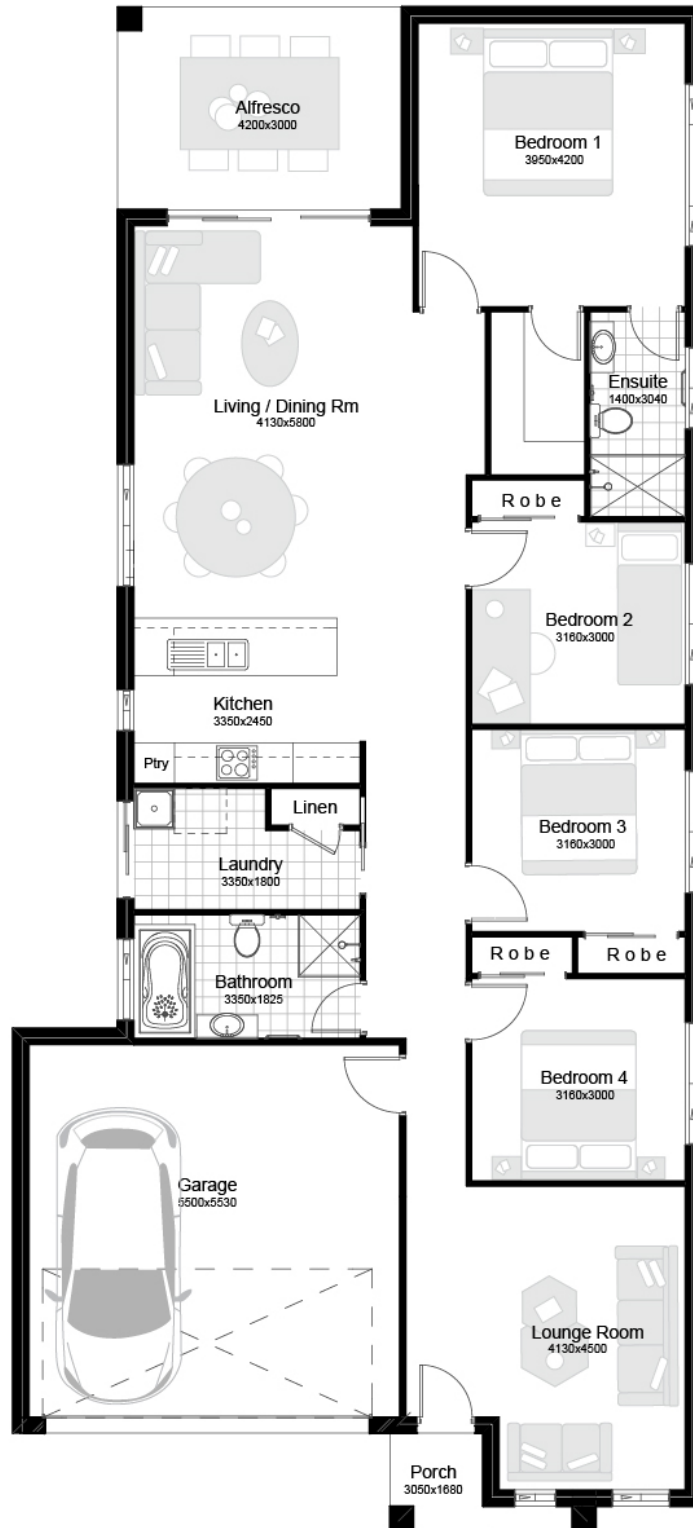 Alfresco
4200x3000
Bedroom 1
3950x4200
Living / Dining Rm
4130x5800
Ensuite
1400x3040
Robe
Bedroom 2
3160x3000
Kitchen
3350x2450
Ptry
Linen
Bedroom 3
3160x3000
Laundry
3350x1800
Robe
Robe
Bathroom
3350x1825
Bedroom 4
3160x3000
Garage
5500x5530
Lounge Room
4130x4500
Porch
3050x1680